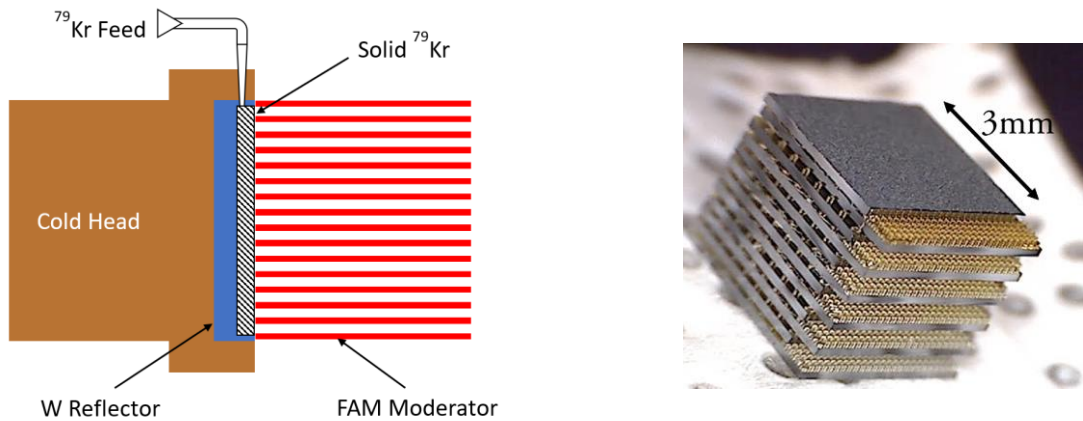 ⁷⁹Kr Feed
Solid ⁷⁹Kr
Cold Head
W Reflector
FAM Moderator
3mm